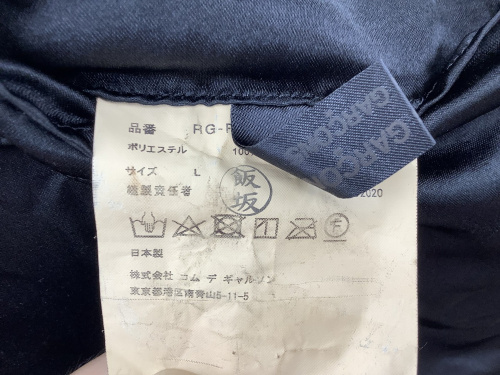 GARÇONS
GARÇO
品番 RG-
ポリエステル 100
サイズ L
縫製責任者 飯坂 2020
日本製
株式会社 コム デ ギャルソン
東京都港区南青山5-11-5